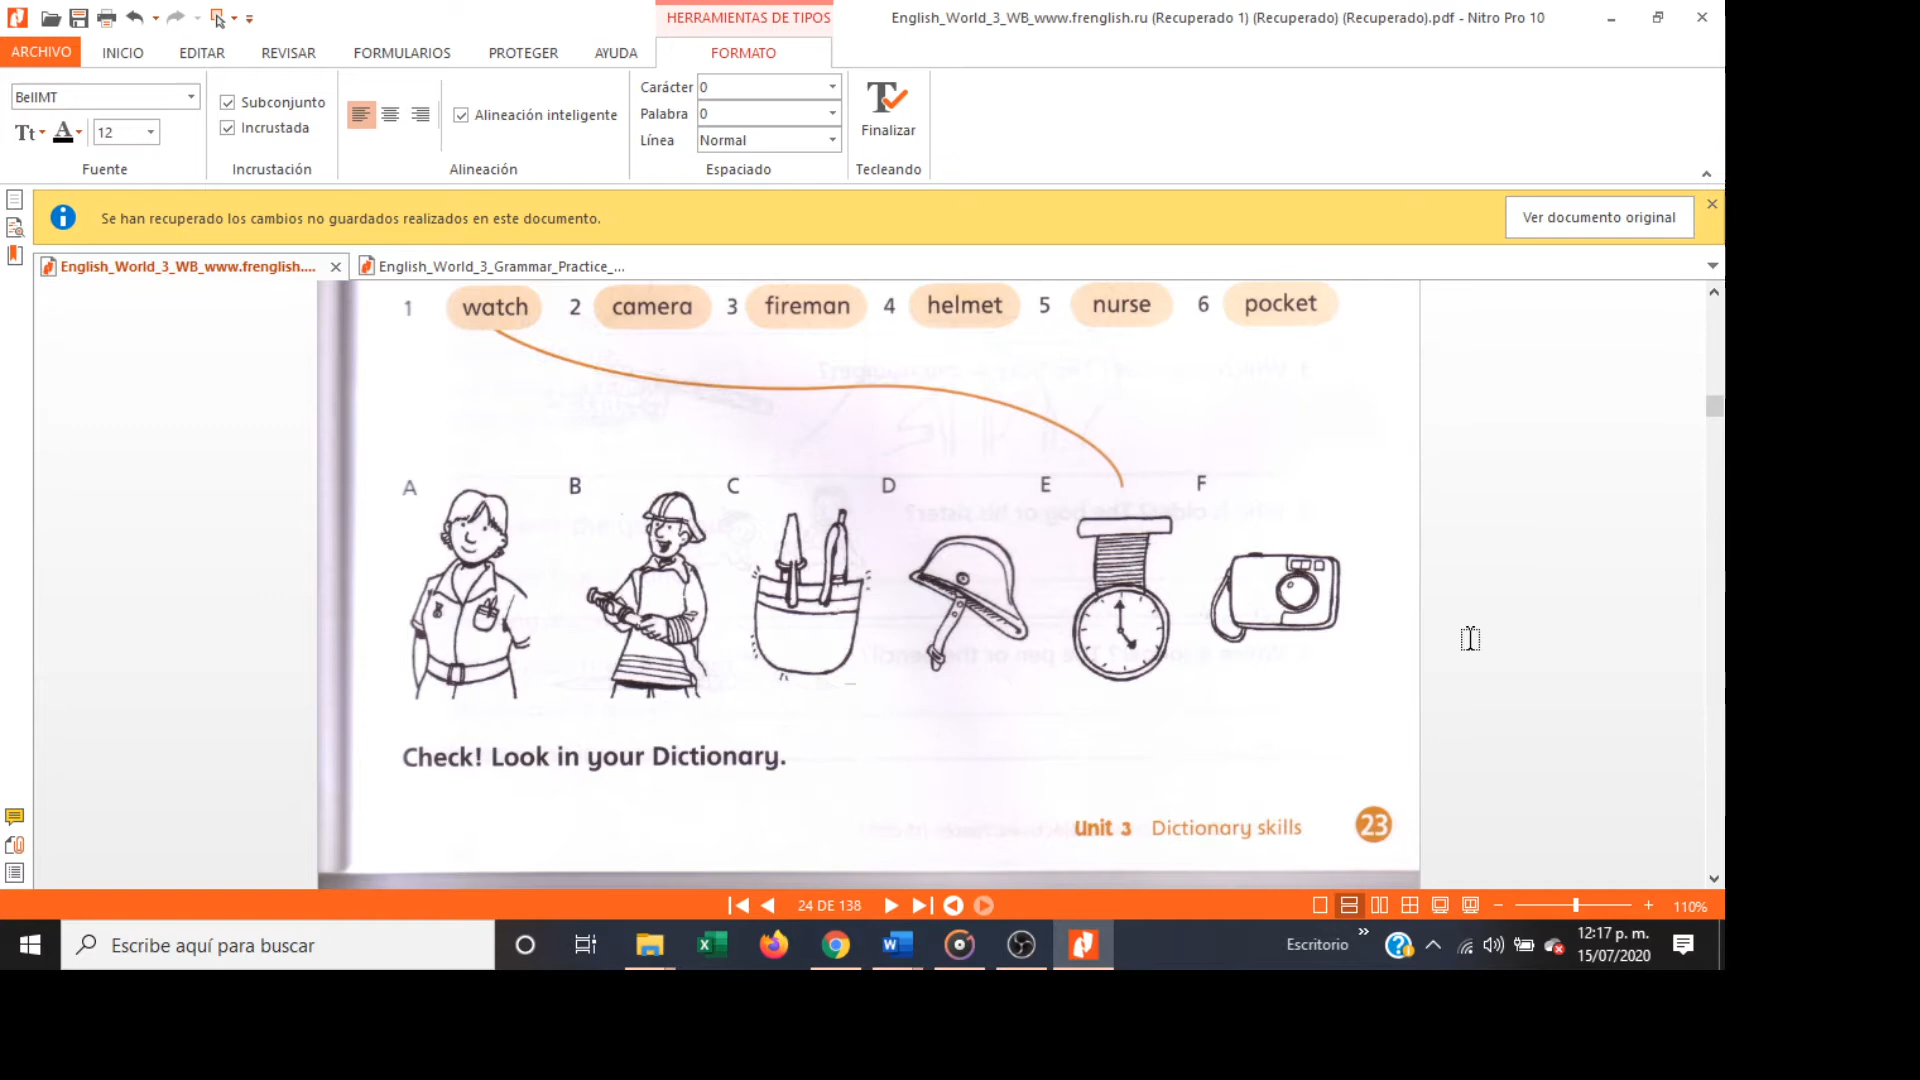 HERRAMIENTAS DE TIPOS
English_World_3_WB_www.frenglish.ru (Recuperado 1) (Recuperado) (Recuperado).pdf - Nitro Pro 10
ARCHIVO INICIO EDITAR REVISAR FORMULARIOS PROTEGER AYUDA FORMATO
BellMT
Subconjunto
Incrustada
12
Alineación inteligente
Carácter 0
Palabra 0
Línea Normal
Finalizar
Fuente Incrustación Alineación Espaciado Tecleando
Se han recuperado los cambios no guardados realizados en este documento.
Ver documento original
English_World_3_WB_www.frenglish.... English_World_3_Grammar_Practice_...
1 watch 2 camera 3 fireman 4 helmet 5 nurse 6 pocket
A B C D E F
Check! Look in your Dictionary.
Unit 3 Dictionary skills 23
24 DE 138
110%
Escribe aquí para buscar
Escritorio
12:17 p. m.
15/07/2020